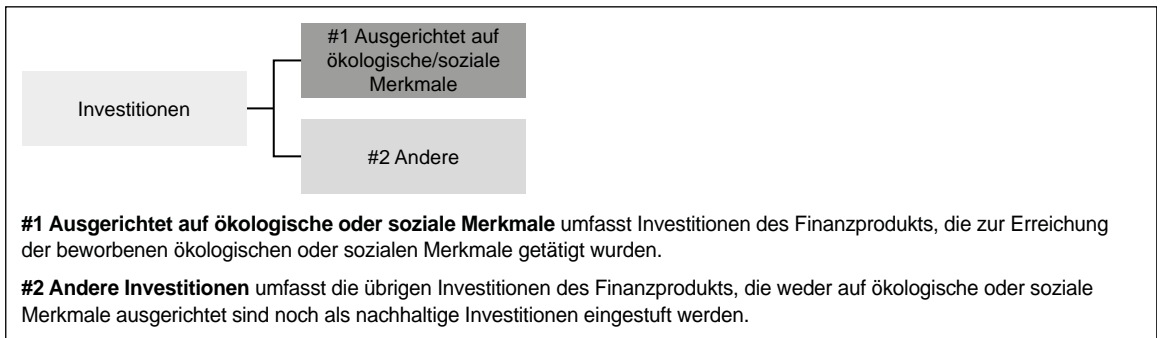 #1 Ausgerichtet auf
ökologische/soziale
Merkmale
Investitionen
#2 Andere
#1 Ausgerichtet auf ökologische oder soziale Merkmale umfasst Investitionen des Finanzprodukts, die zur Erreichung
der beworbenen ökologischen oder sozialen Merkmale getätigt wurden.
#2 Andere Investitionen umfasst die übrigen Investitionen des Finanzprodukts, die weder auf ökologische oder soziale
Merkmale ausgerichtet sind noch als nachhaltige Investitionen eingestuft werden.